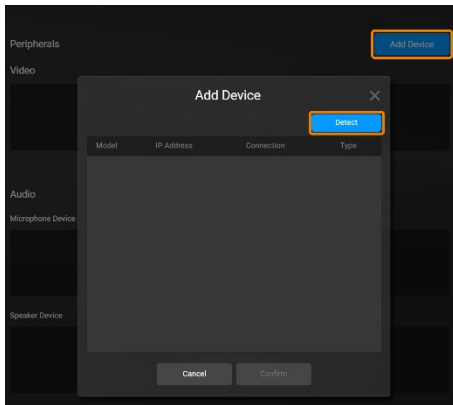 Peripherals
Add Device
Video
Add Device
Detect
Model IP Address Connection Type
Audio
Microphone Device
Speaker Device
Cancel Confirm